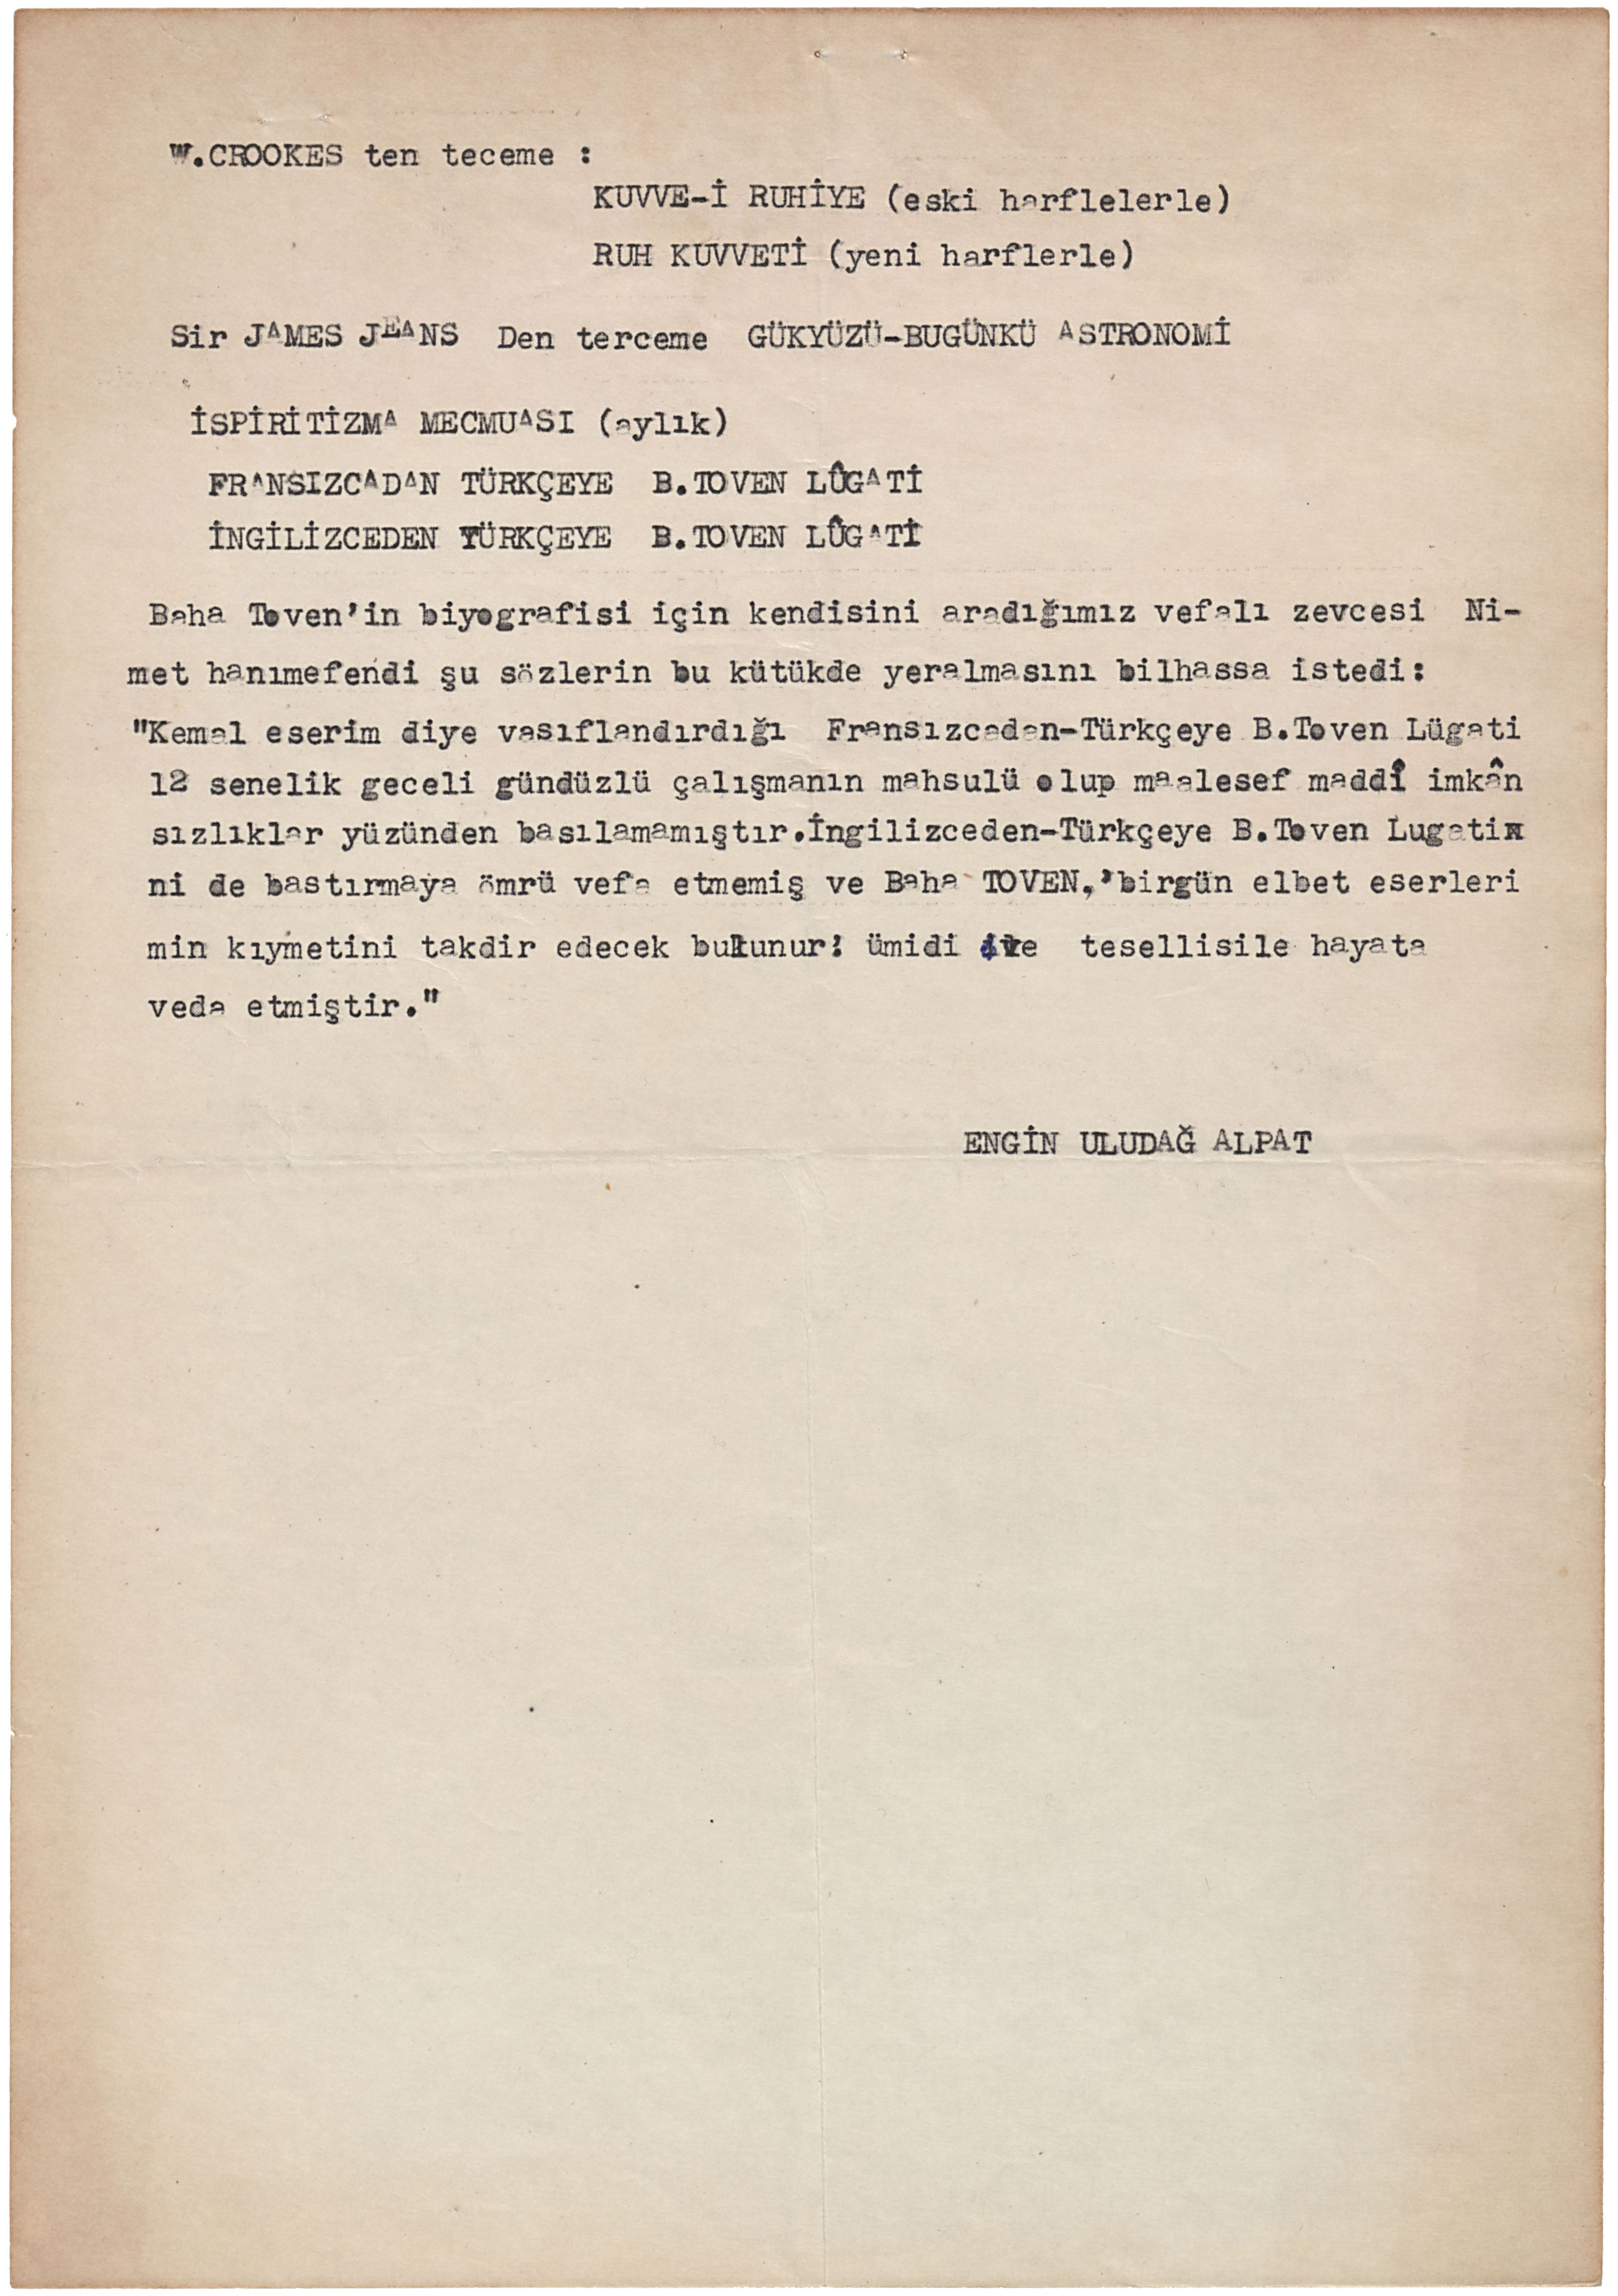 W.CROOKES ten teceme :
KUVVE-İ RUHİYE (eski harflelerle)
RUH KUVVETİ (yeni harflerle)
Sir JAMES JEANS Den terceme GÜKYÜZÜ-BUGÜNKÜ ASTRONOMİ
İSPİRİTİZMA MECMUASI (aylık)
FRANSIZCADAN TÜRKÇEYE B.TOVEN LÛGATİ
İNGİLİZCEDEN TÜRKÇEYE B.TOVEN LÛGATİ
Baha Toven'in biyografisi için kendisini aradığımız vefalı zevcesi Ni-
met hanımefendi şu sözlerin bu kütükde yeralmasını bilhassa istedi:
"Kemal eserim diye vasıflandırdığı Fransızcadan-Türkçeye B.Toven Lügati
12 senelik geceli gündüzlü çalışmanın mahsulü olup maalesef maddî imkân
sızlıklar yüzünden basılamamıştır.İngilizceden-Türkçeye B.Toven Lugati
ni de bastırmaya ömrü vefa etmemiş ve Baha TOVEN,'birgün elbet eserleri
min kıymetini takdir edecek bulunur' ümidi ve tesellisile hayata
veda etmiştir."
ENGİN ULUDAĞ ALPAT